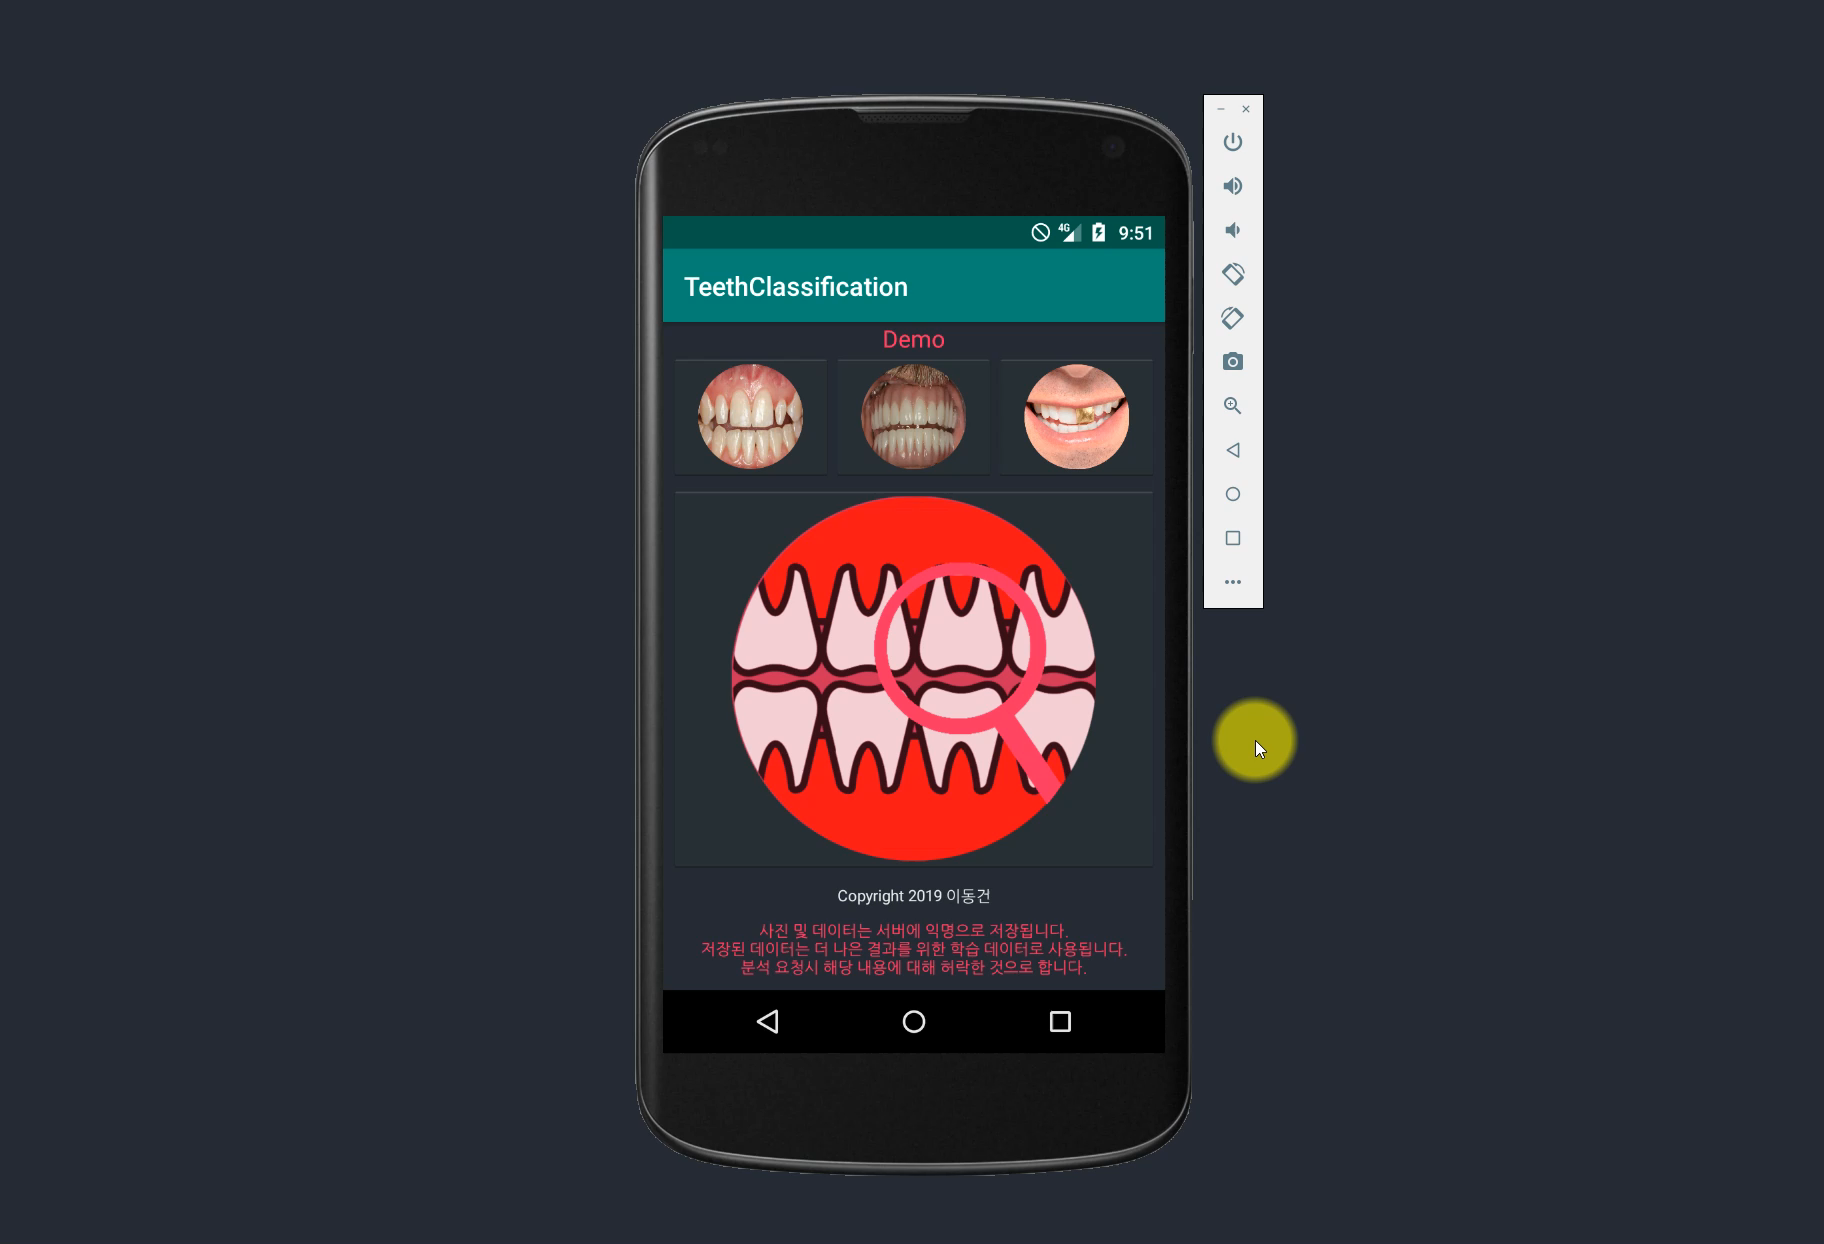 4G 9:51
TeethClassification
Demo
Copyright 2019 이동건
사진 및 데이터는 서버에 익명으로 저장됩니다.
저장된 데이터는 더 나은 결과를 위한 학습 데이터로 사용됩니다.
분석 요청시 해당 내용에 대해 허락한 것으로 합니다.